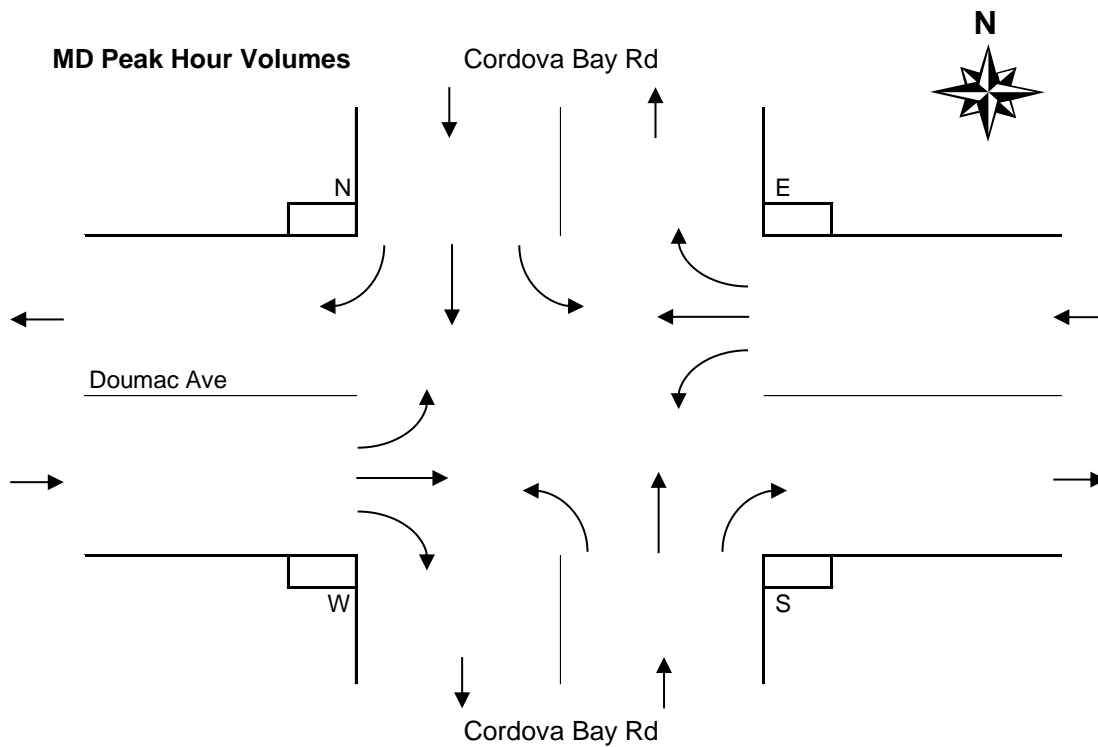 N
MD Peak Hour Volumes Cordova Bay Rd
N E
Doumac Ave
W S
Cordova Bay Rd